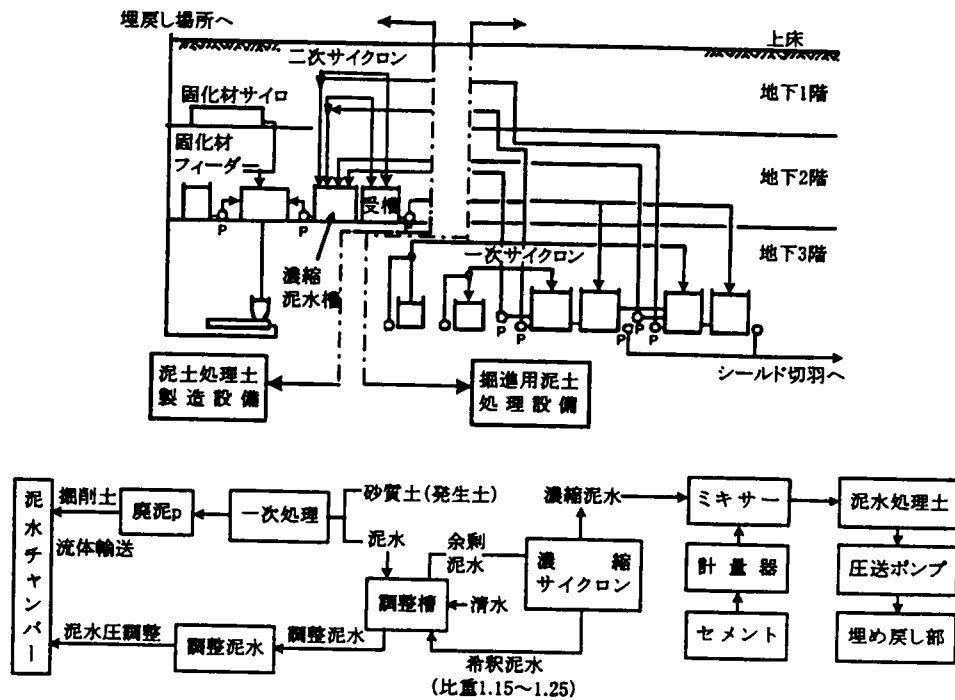 埋戻し場所へ
上床
二次サイクロン
地下1階
固化材サイロ
固化材
フィーダー
地下2階
受槽
P
P
P
地下3階
一次サイクロン
濃縮
泥水槽
P
P
P
P
P
P
P
シールド切羽へ
泥土処理土
製造設備
掘進用泥土
処理設備
泥水チャンバー
掘削土
流体輸送
廃泥p
一次処理
砂質土(発生土)
泥水
余剰
泥水
濃縮泥水
濃縮
サイクロン
調整槽
清水
泥水圧調整
調整泥水
調整泥水
希釈泥水
(比重1.15~1.25)
ミキサー
計量器
セメント
泥水処理土
圧送ポンプ
埋め戻し部